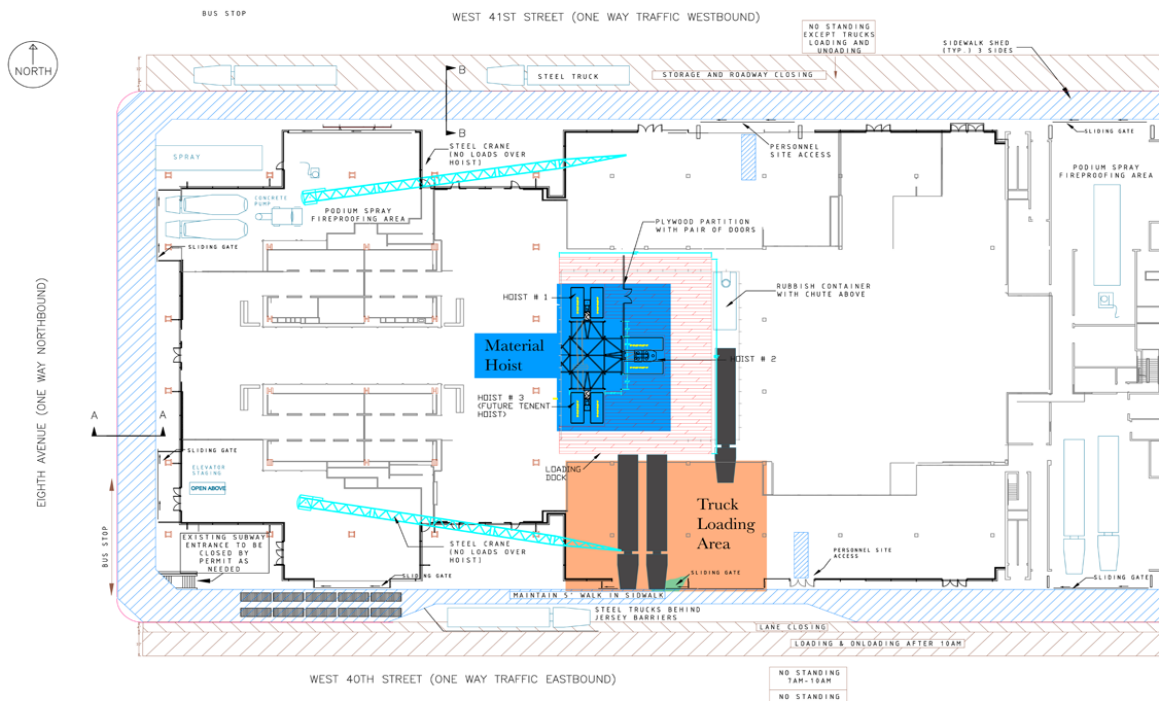 BUS STOP
WEST 41ST STREET (ONE WAY TRAFFIC WESTBOUND)
NO STANDING
EXCEPT TRUCKS
LOADING AND
UNDADING
SIDEWALK SHED
(TYP.) 3 SIDES
NORTH
B
STEEL TRUCK
STORAGE AND ROADWAY CLOSING
B
SLIDING GATE
STEEL CRANE
(NO LOADS OVER
HOIST)
PERSONNEL
SITE ACCESS
SPRAY
PODIUM SPRAY
FIREPROOFING AREA
CONCRETE
PUMP
PODIUM SPRAY
FIREPROOFING AREA
PLYWOOD PARTITION
WITH PAIR OF DOORS
SLIDING GATE
EIGHTH AVENUE (ONE WAY NORTHBOUND)
HOIST # 1
RUBBISH CONTAINER
WITH CHUTE ABOVE
Material
Hoist
HOIST # 2
HOIST # 3
(FUTURE TENENT
HOIST)
A
A
SLIDING GATE
LOADING
DOCK
ELEVATOR
STAGING
OPEN ABOVE
Truck
Loading
Area
BUS STOP
EXISTING SUBWAY
ENTRANCE TO BE
CLOSED BY
PERMIT AS
NEEDED
STEEL CRANE
(NO LOADS OVER
HOIST)
PERSONNEL SITE
ACCESS
SLIDING GATE
SLIDING GATE
SLIDING GATE
MAINTAIN 5' WALK IN SIDWALK
STEEL TRUCKS BEHIND
JERSEY BARRIERS
LANE CLOSING
LOADING & ONLOADING AFTER 10AM
WEST 40TH STREET (ONE WAY TRAFFIC EASTBOUND)
NO STANDING
7AM-10AM
NO STANDING